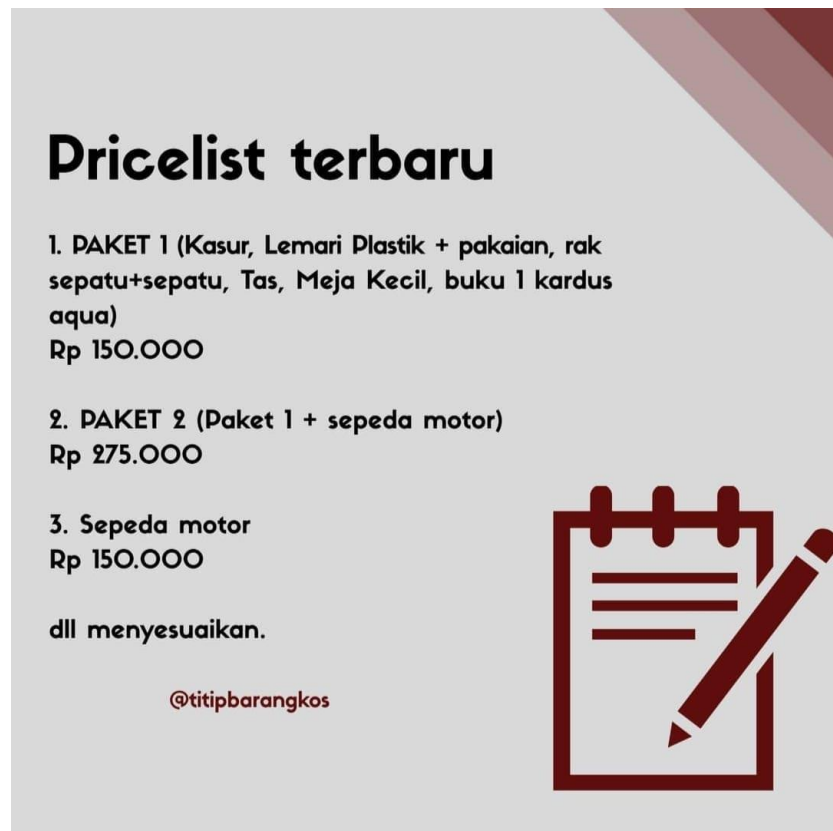 Pricelist terbaru
1. PAKET 1 (Kasur, Lemari Plastik + pakaian, rak
sepatu+sepatu, Tas, Meja Kecil, buku 1 kardus
aqua)
Rp 150.000
2. PAKET 2 (Paket 1 + sepeda motor)
Rp 275.000
3. Sepeda motor
Rp 150.000
dll menyesuaikan.
@titipbarangkos